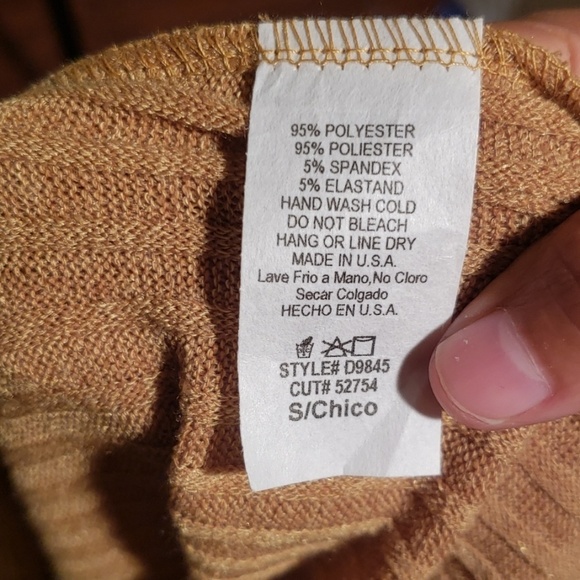 95% POLYESTER
95% POLIESTER
5% SPANDEX
5% ELASTAND
HAND WASH COLD
DO NOT BLEACH
HANG OR LINE DRY
MADE IN U.S.A.
Lave Frio a Mano,No Cloro
Secar Colgado
HECHO EN U.S.A.
STYLE# D9845
CUT# 52754
S/Chico